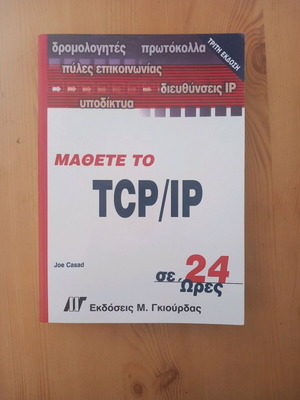 δρομολογητές πρωτόκολλα
ΤΡΙΤΗ ΕΚΔΟΣΗ
πύλες επικοινωνίας
διευθύνσεις IP
υποδίκτυα
ΜΑΘΕΤΕ ΤΟ
TCP/IP
Joe Casad
σε 24
Ώρες
Εκδόσεις Μ. Γκιούρδας